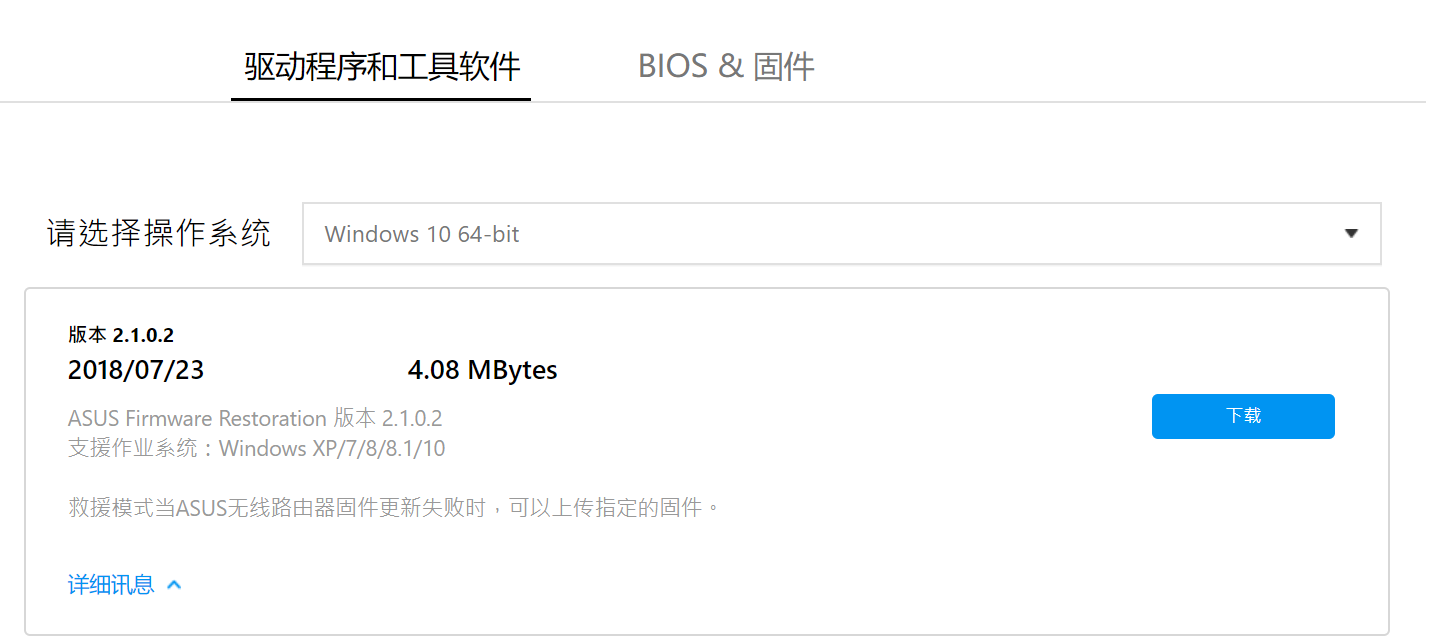 驱动程序和工具软件 BIOS & 固件
请选择操作系统 Windows 10 64-bit
版本 2.1.0.2
2018/07/23 4.08 MBytes
ASUS Firmware Restoration 版本 2.1.0.2
下载
支援作业系统：Windows XP/7/8/8.1/10
救援模式当ASUS无线路由器固件更新失败时，可以上传指定的固件。
详细讯息